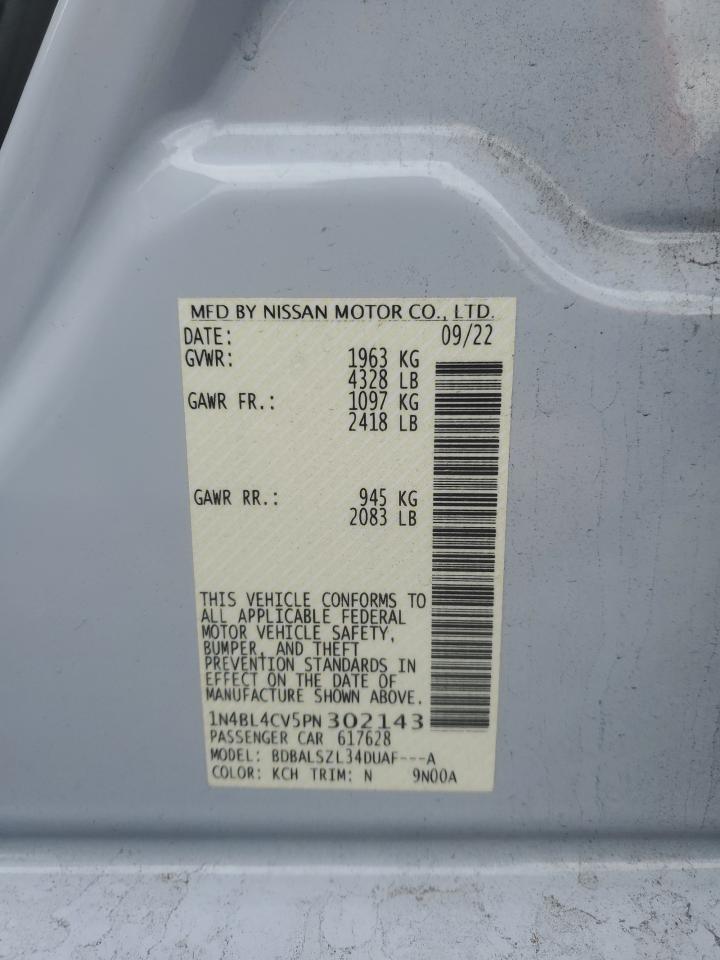 MFD BY NISSAN MOTOR CO., LTD.
DATE: 09/22
GVWR: 1963 KG
4328 LB
GAWR FR.: 1097 KG
2418 LB
GAWR RR.: 945 KG
2083 LB
THIS VEHICLE CONFORMS TO
ALL APPLICABLE FEDERAL
MOTOR VEHICLE SAFETY,
BUMPER, AND THEFT
PREVENTION STANDARDS IN
EFFECT ON THE DATE OF
MANUFACTURE SHOWN ABOVE.
1N4BL4CV5PN302143
PASSENGER CAR 617628
MODEL: BDBALSZL34DUAF---A
COLOR: KCH TRIM: N 9N00A